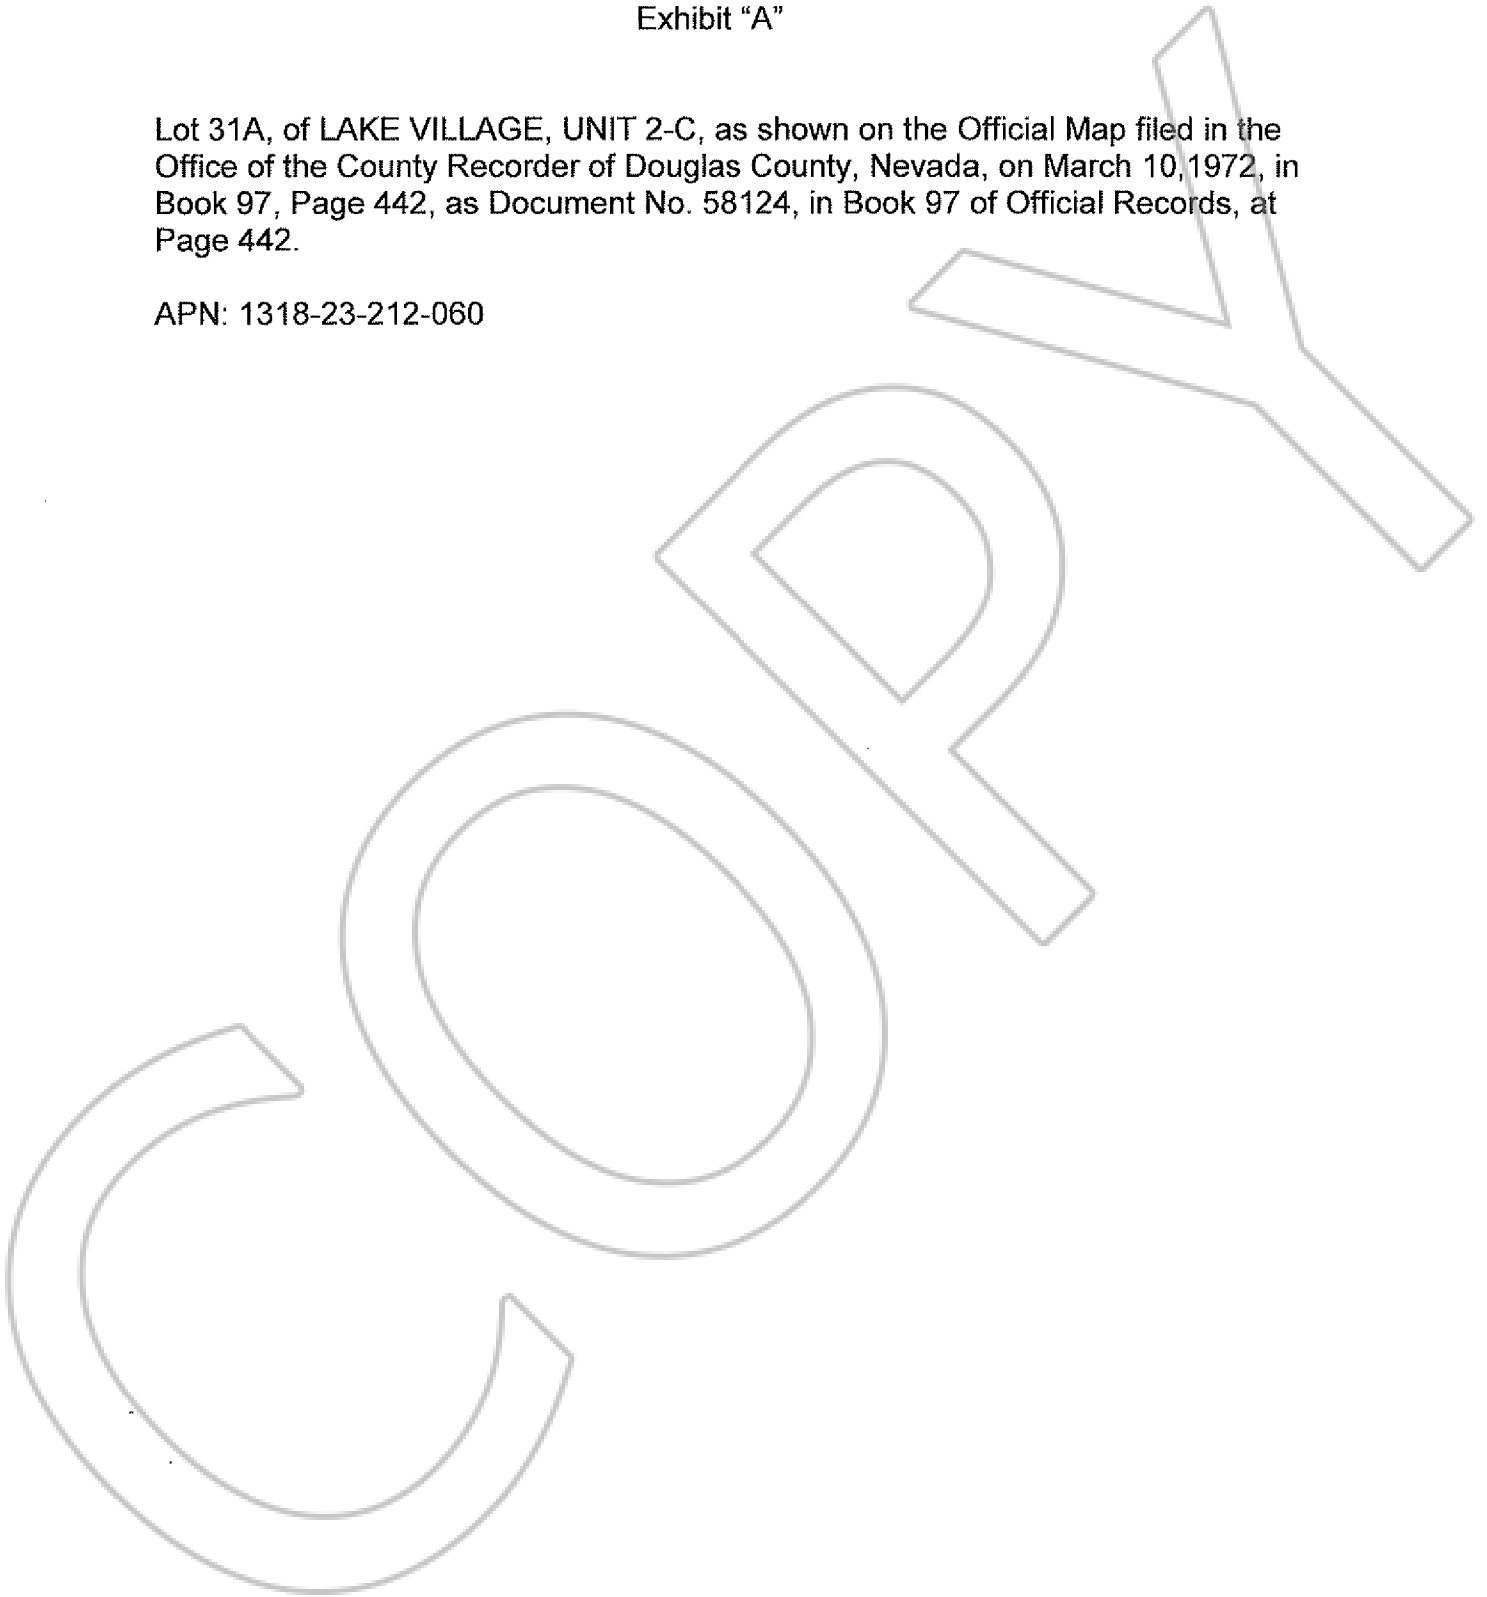 Exhibit “A”
Lot 31A, of LAKE VILLAGE, UNIT 2-C, as shown on the Official Map filed in the
Office of the County Recorder of Douglas County, Nevada, on March 10,1972, in
Book 97, Page 442, as Document No. 58124, in Book 97 of Official Records, at
Page 442.
APN: 1318-23-212-060
COPY